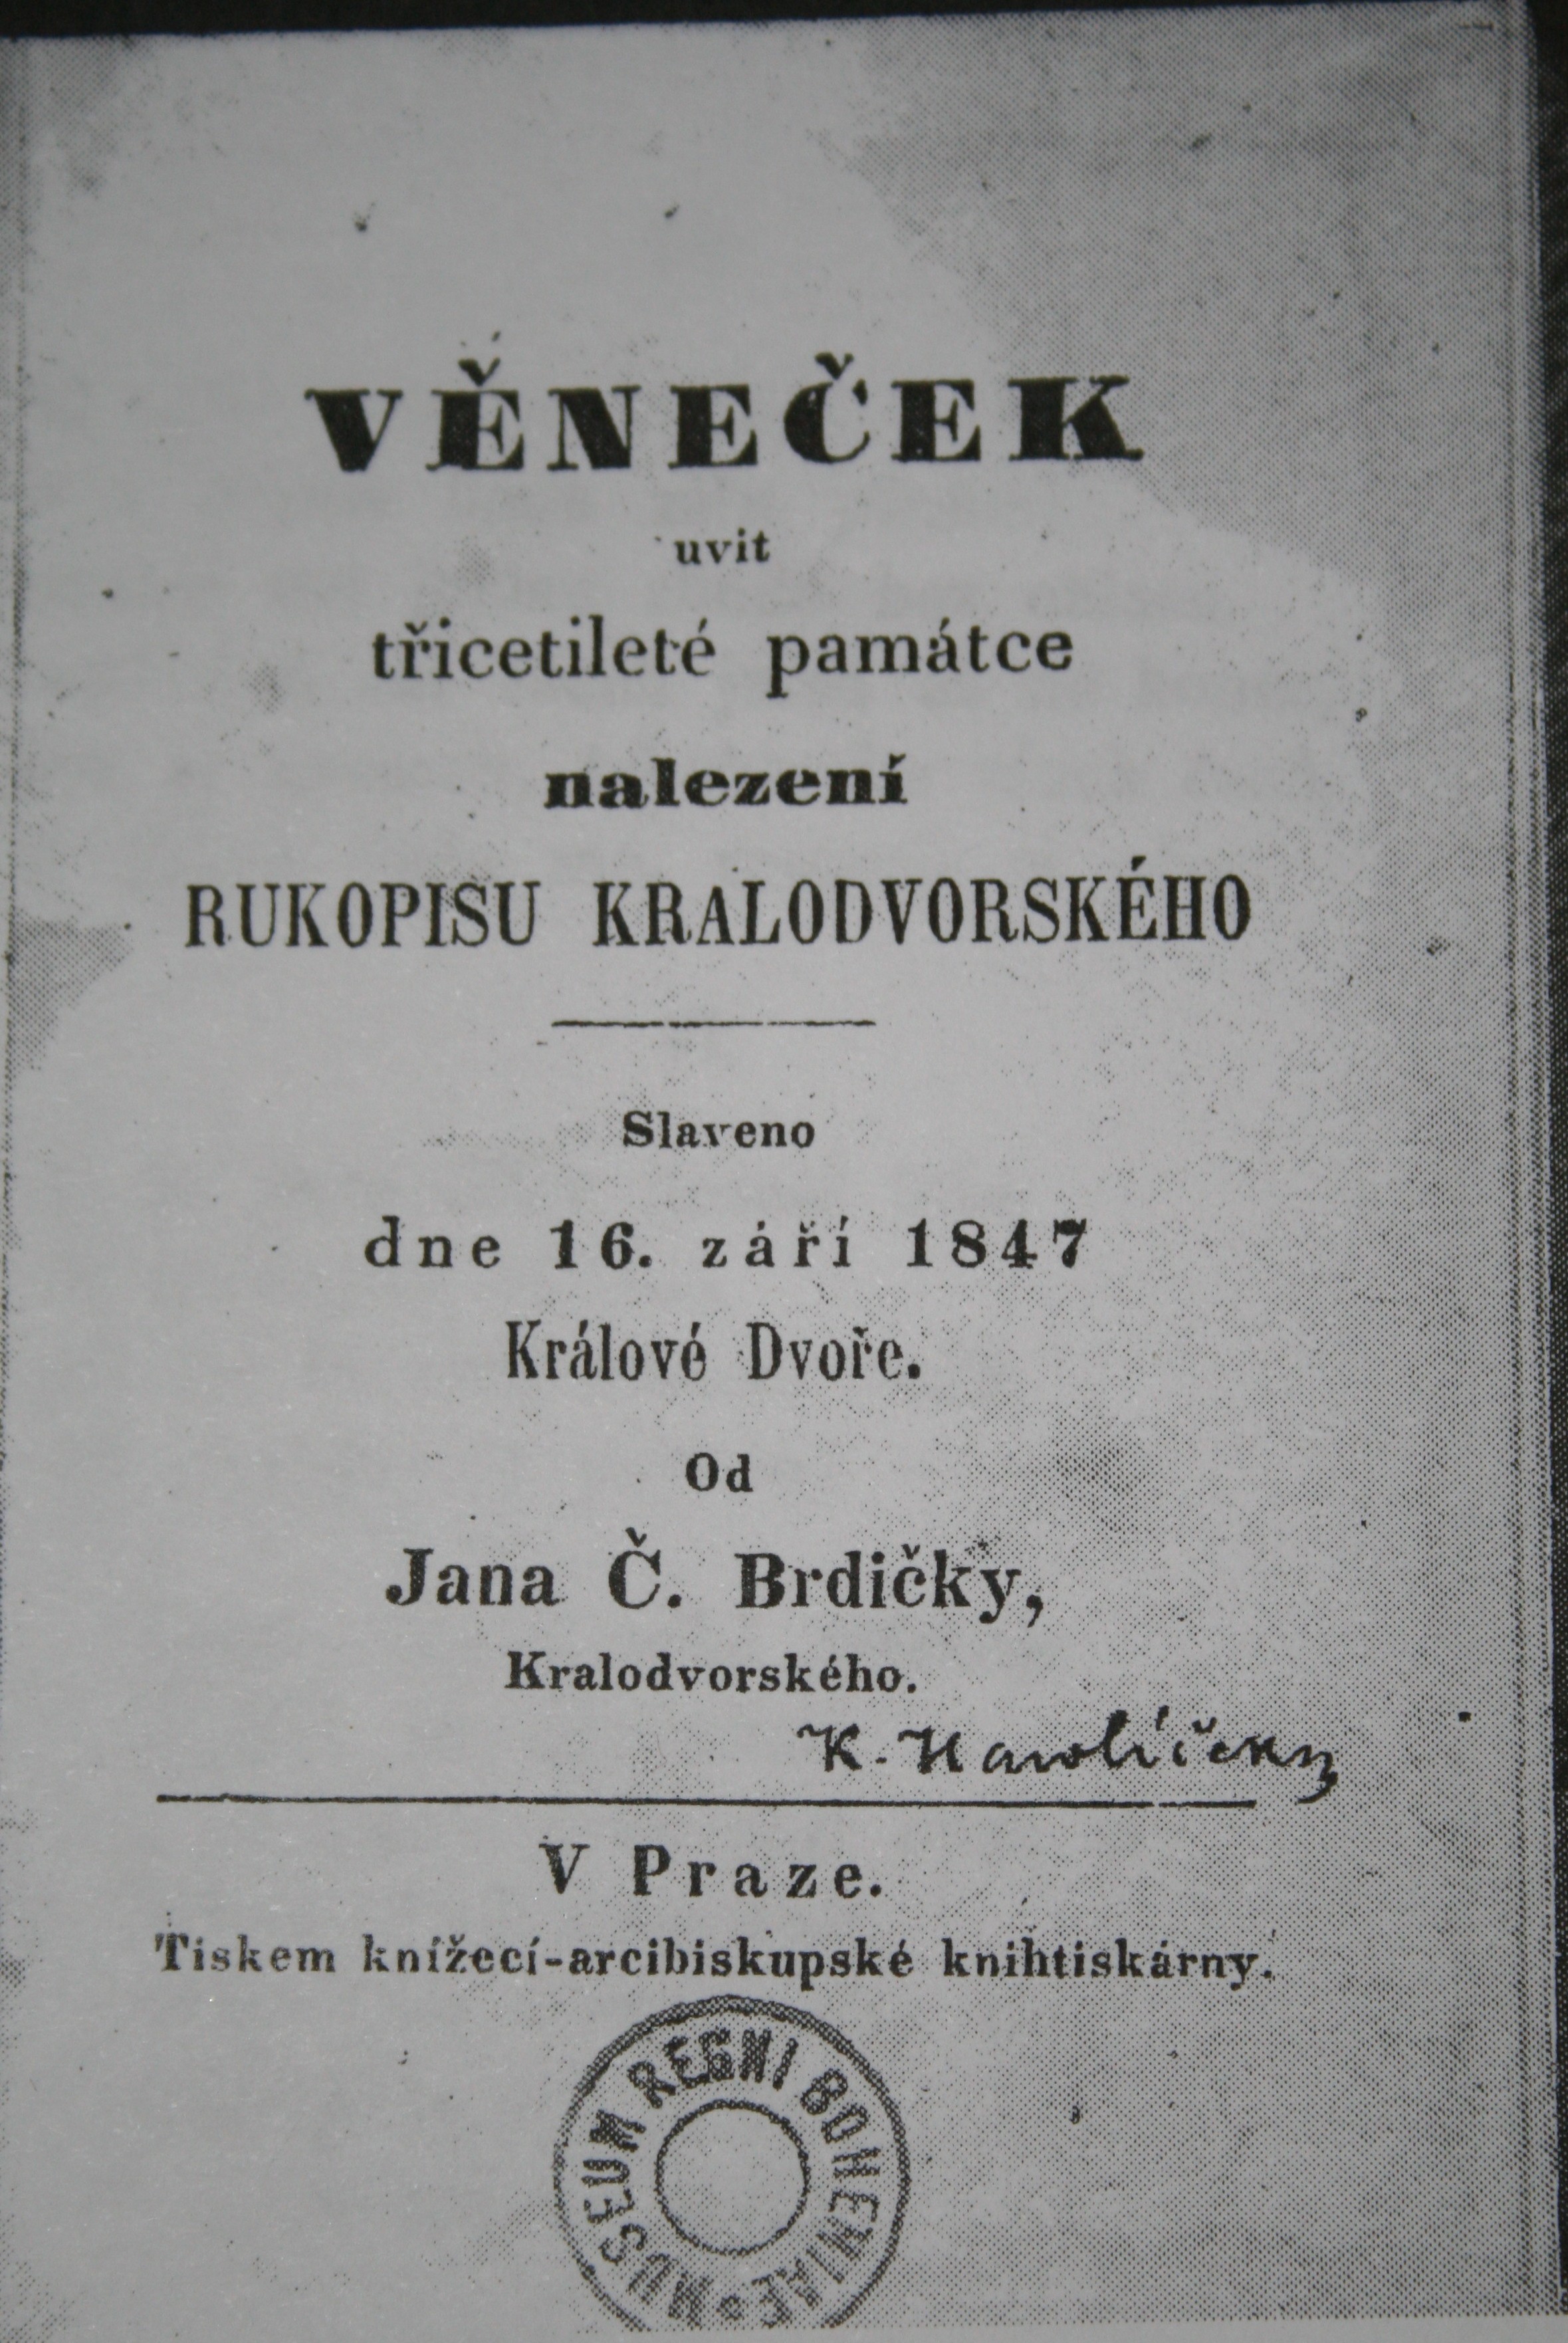 VĚNEČEK
uvit
třicetileté památce
nalezení
RUKOPISU KRALODVORSKÉHO
Slaveno
dne 16. září 1847
Králové Dvoře.
Od
Jana Č. Brdičky,
Kralodvorského.
K. Hawlíčky
V Praze.
Tiskem knížecí-arcibiskupské knihtiskárny.
MUSEUM REGNI BOHEMIAE